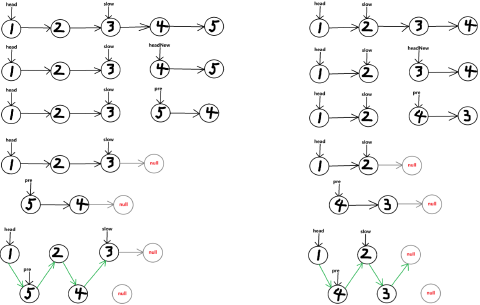 head slow head slow
1 2 3 4 5 1 2 3 4
head slow headNew head slow headNew
1 2 3 4 5 1 2 3 4
head slow pre head slow pre
1 2 3 5 4 1 2 4 3
head slow head slow
1 2 3 null 1 2 null
pre pre
5 4 null 4 3 null
head slow head slow
1 2 3 null 1 2 null
pre pre
5 4 null 4 3 null